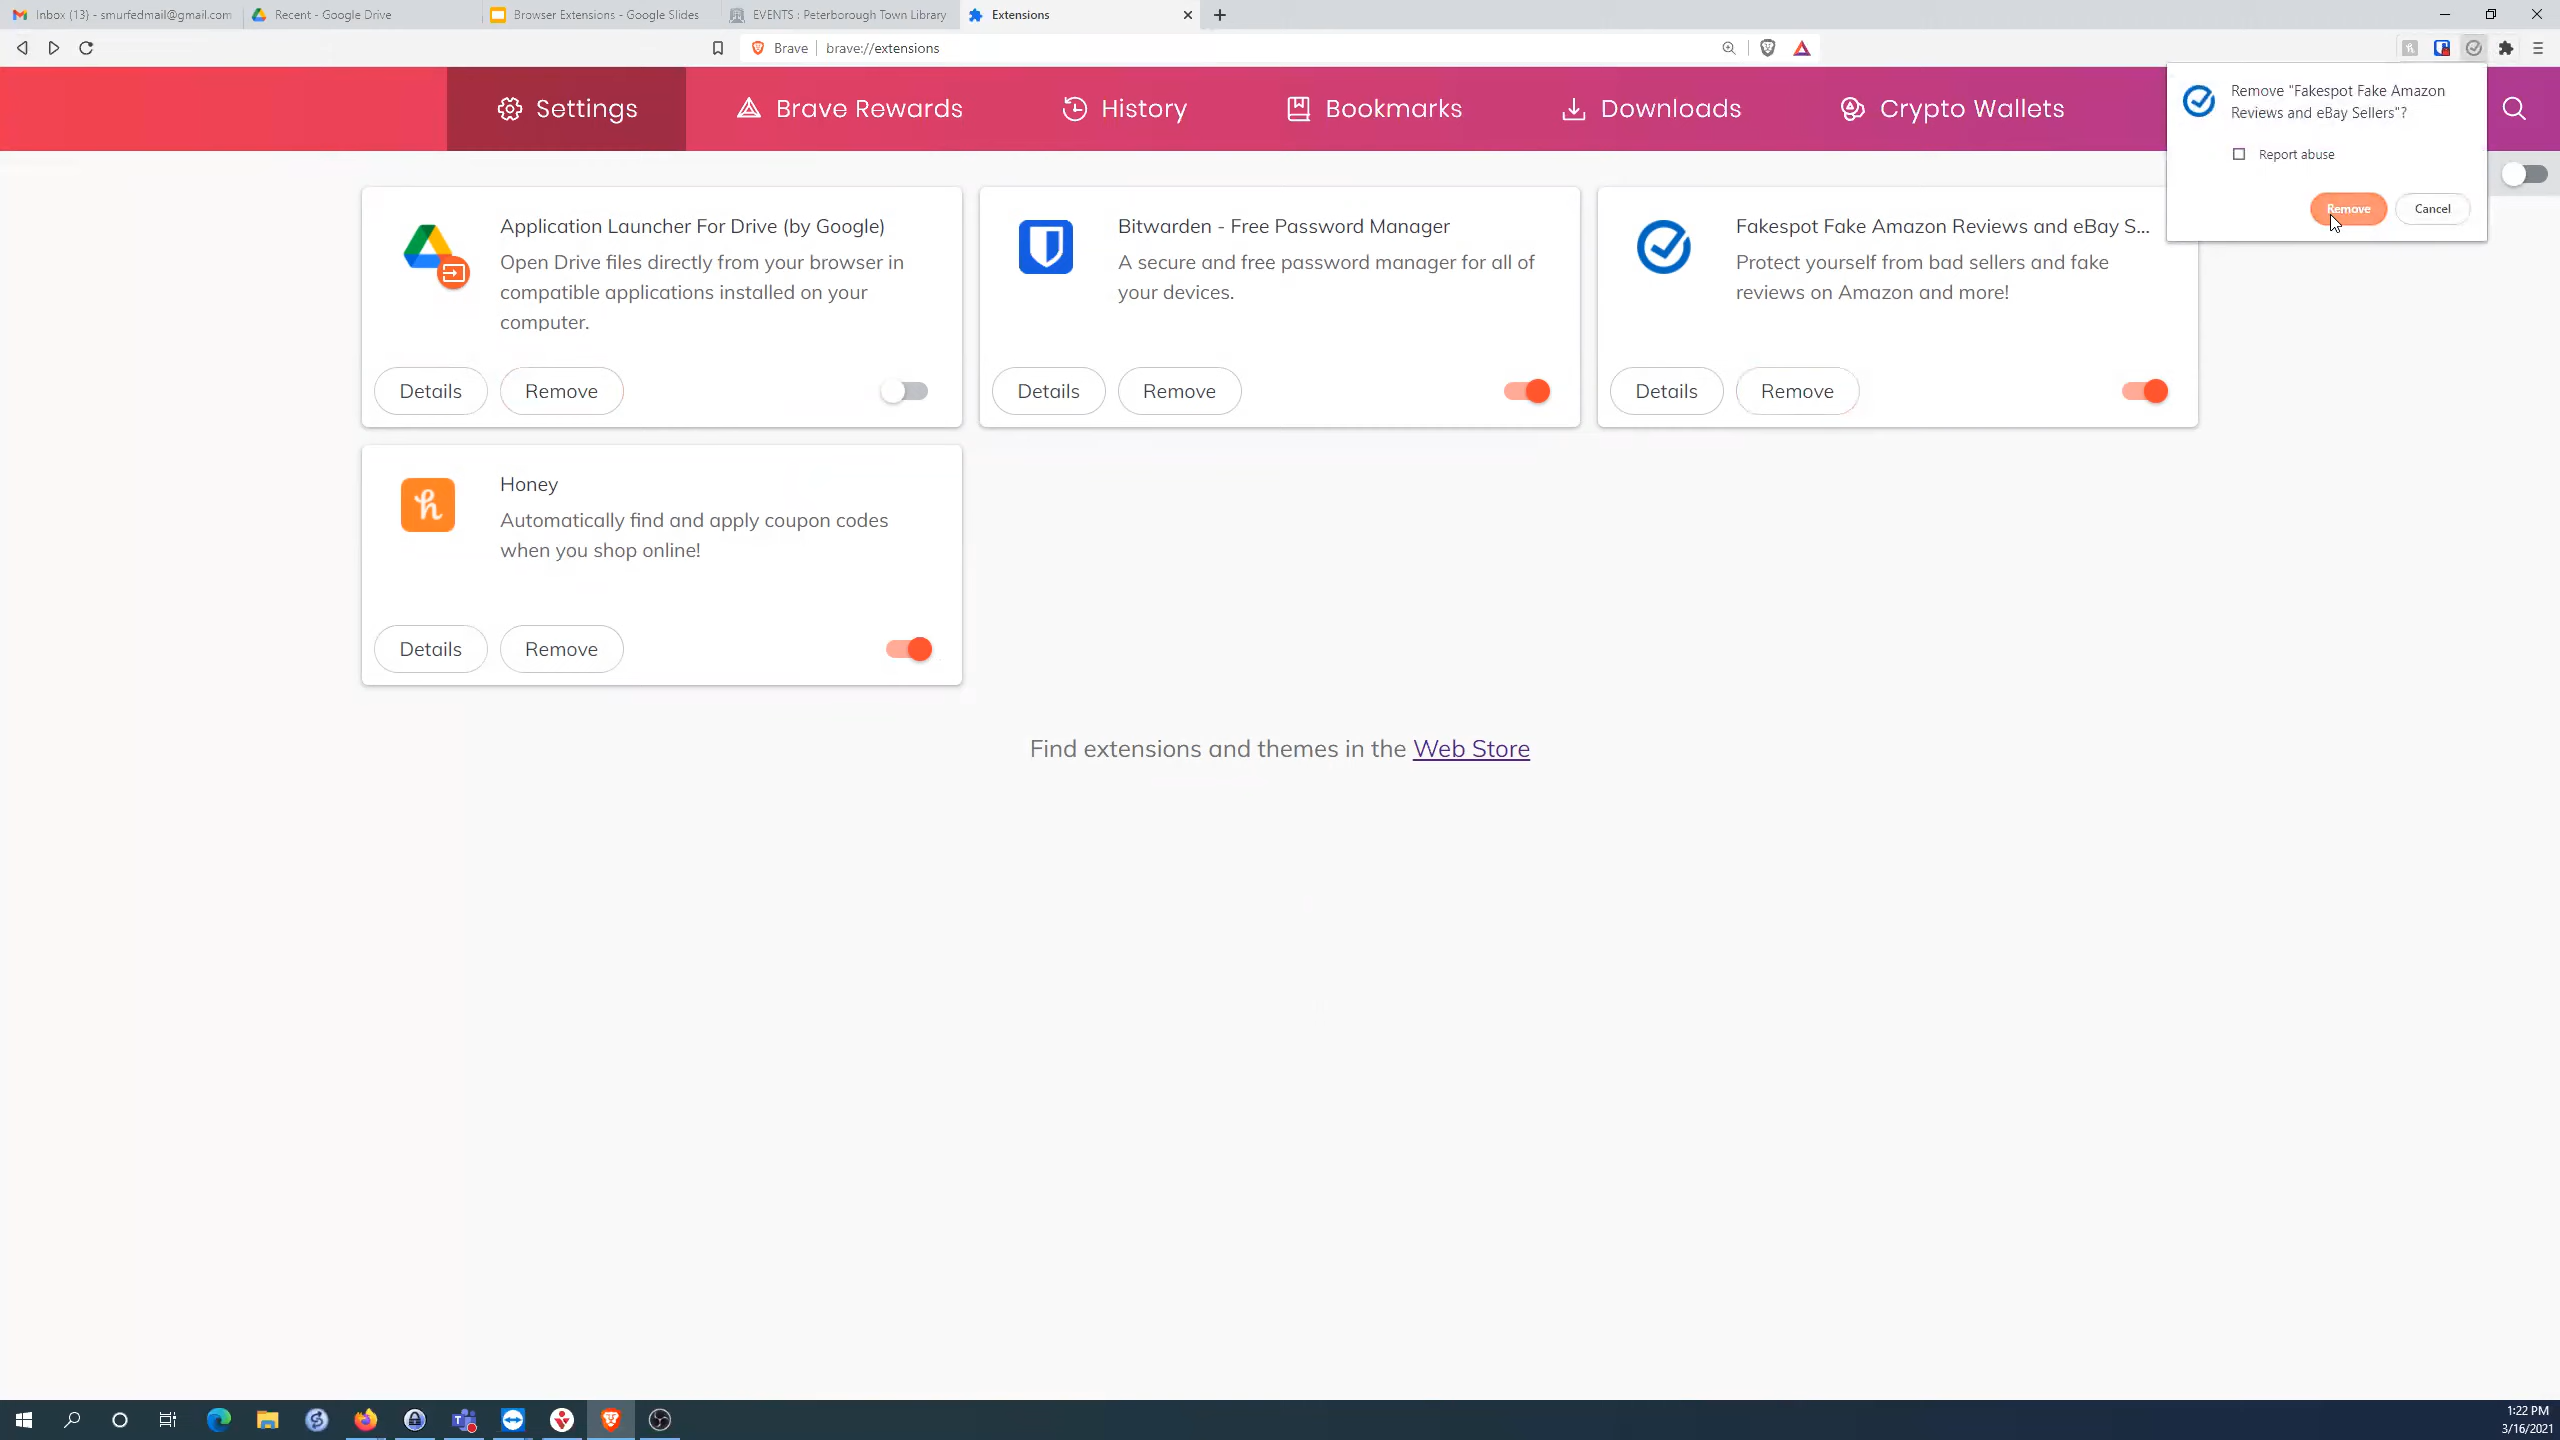 Inbox (13) - smurfedmail@gmail.com
Recent - Google Drive
Browser Extensions - Google Slides
EVENTS : Peterborough Town Library
Extensions
Brave
brave://extensions
Settings
Brave Rewards
History
Bookmarks
Downloads
Crypto Wallets
Remove "Fakespot Fake Amazon
Reviews and eBay Sellers"?
Report abuse
Remove
Cancel
Application Launcher For Drive (by Google)
Open Drive files directly from your browser in
compatible applications installed on your
computer.
Details
Remove
Bitwarden - Free Password Manager
A secure and free password manager for all of
your devices.
Details
Remove
Fakespot Fake Amazon Reviews and eBay S...
Protect yourself from bad sellers and fake
reviews on Amazon and more!
Details
Remove
Honey
Automatically find and apply coupon codes
when you shop online!
Details
Remove
Find extensions and themes in the Web Store
1:22 PM
3/16/2021